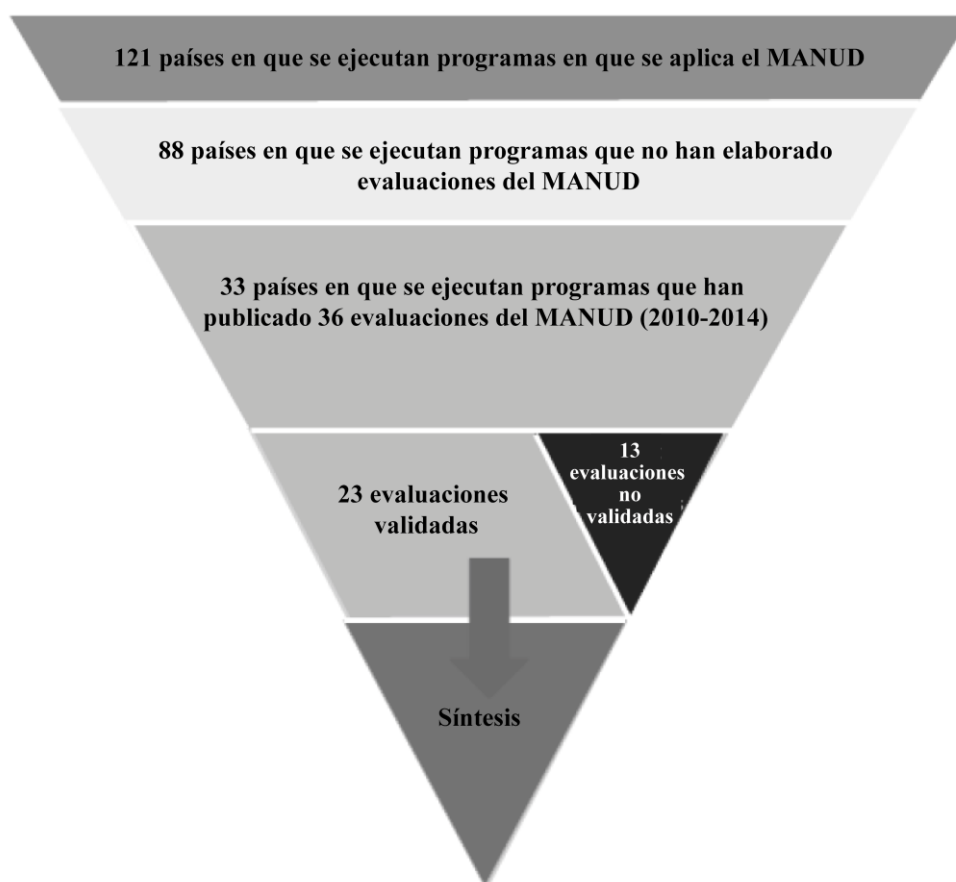 121 países en que se ejecutan programas en que se aplica el MANUD
88 países en que se ejecutan programas que no han elaborado
evaluaciones del MANUD
33 países en que se ejecutan programas que han
publicado 36 evaluaciones del MANUD (2010-2014)
23 evaluaciones
validadas
13
evaluaciones
no
validadas
Síntesis